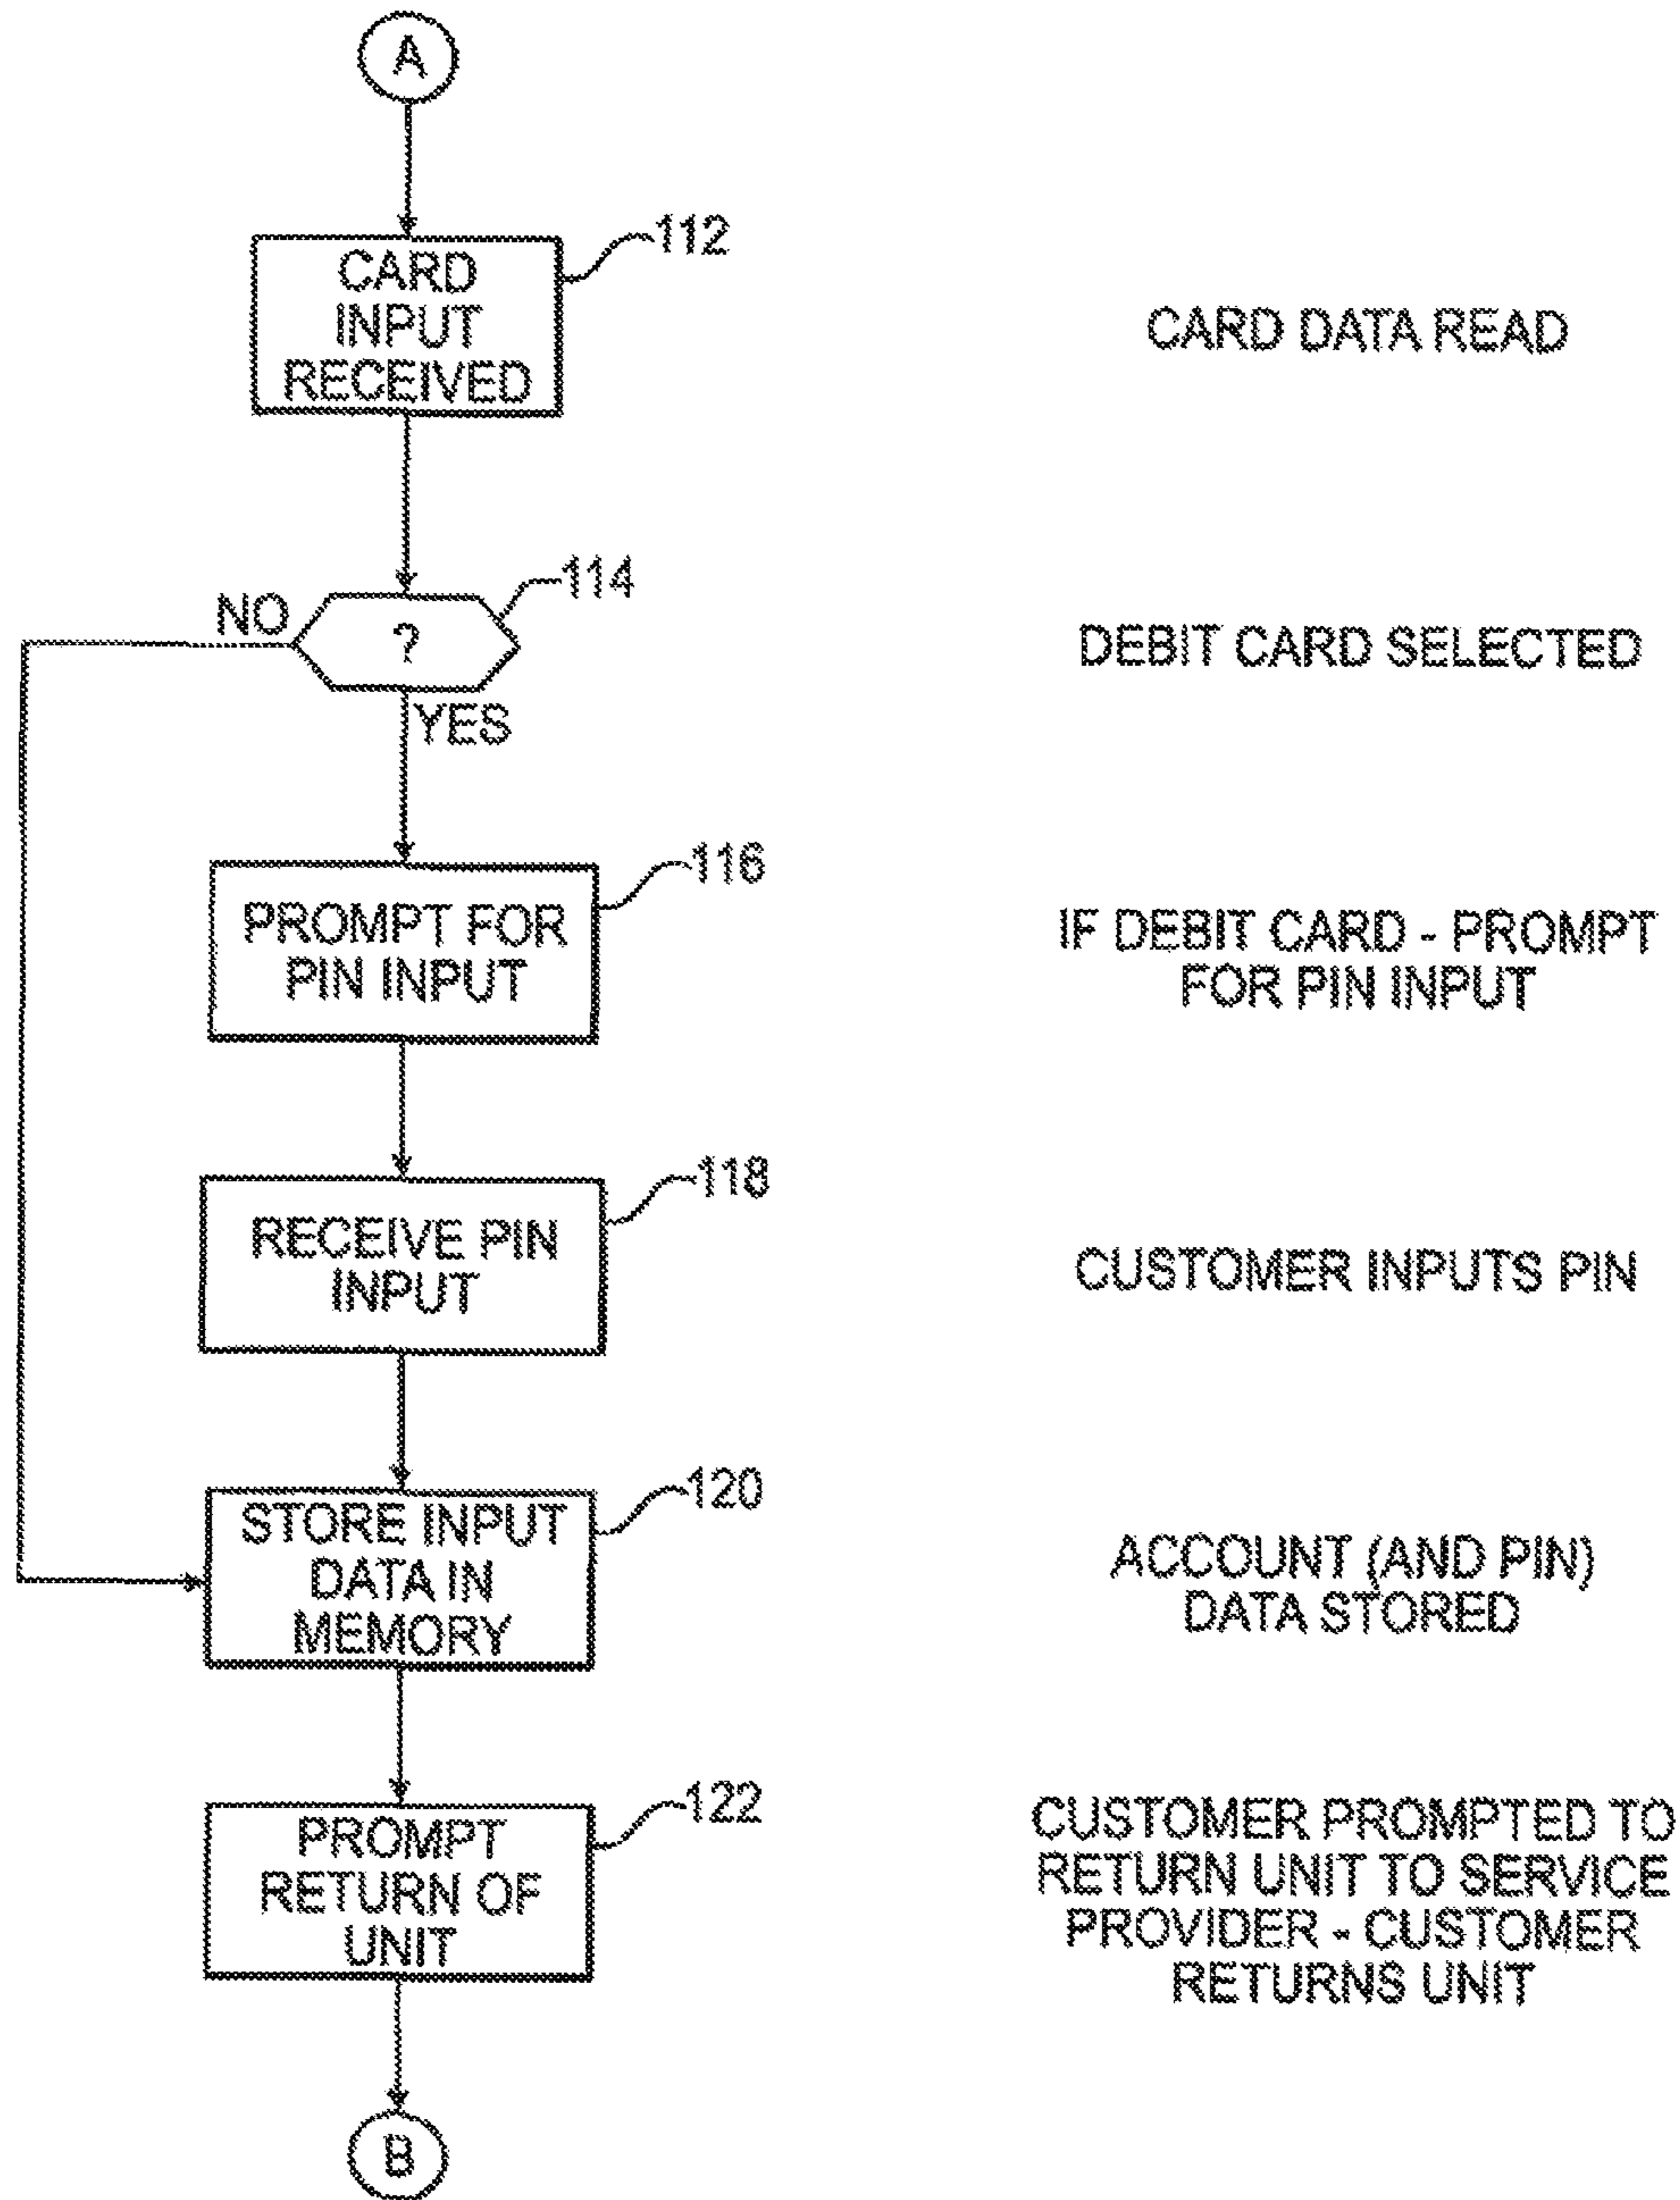 A
112
CARD
INPUT
RECEIVED
CARD DATA READ
114
NO
?
DEBIT CARD SELECTED
YES
116
PROMPT FOR
PIN INPUT
IF DEBIT CARD - PROMPT
FOR PIN INPUT
118
RECEIVE PIN
INPUT
CUSTOMER INPUTS PIN
120
STORE INPUT
DATA IN
MEMORY
ACCOUNT (AND PIN)
DATA STORED
122
PROMPT
RETURN OF
UNIT
CUSTOMER PROMPTED TO
RETURN UNIT TO SERVICE
PROVIDER - CUSTOMER
RETURNS UNIT
B